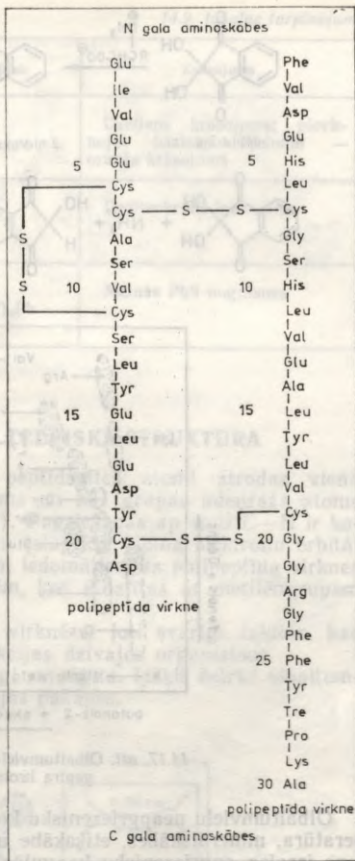 N gala aminoskābes
Glu Phe
Ile Val
Val Asp
Glu Glu
5 Glu 5 His
Cys Leu
Cys S S Cys
S Ala Gly
Ser Ser
S 10 Val 10 His
Cys Leu
Ser Val
Leu Glu
Tyr Ala
15 Glu 15 Leu
Leu Tyr
Glu Leu
Asp Val
Tyr Cys
20 Cys S S 20 Gly
Asp Gly
Arg
polipeptīda virkne Gly
Phe
25 Phe
Tyr
Tre
Pro
Lys
30 Ala
polipeptīda virkne
C gala aminoskābes